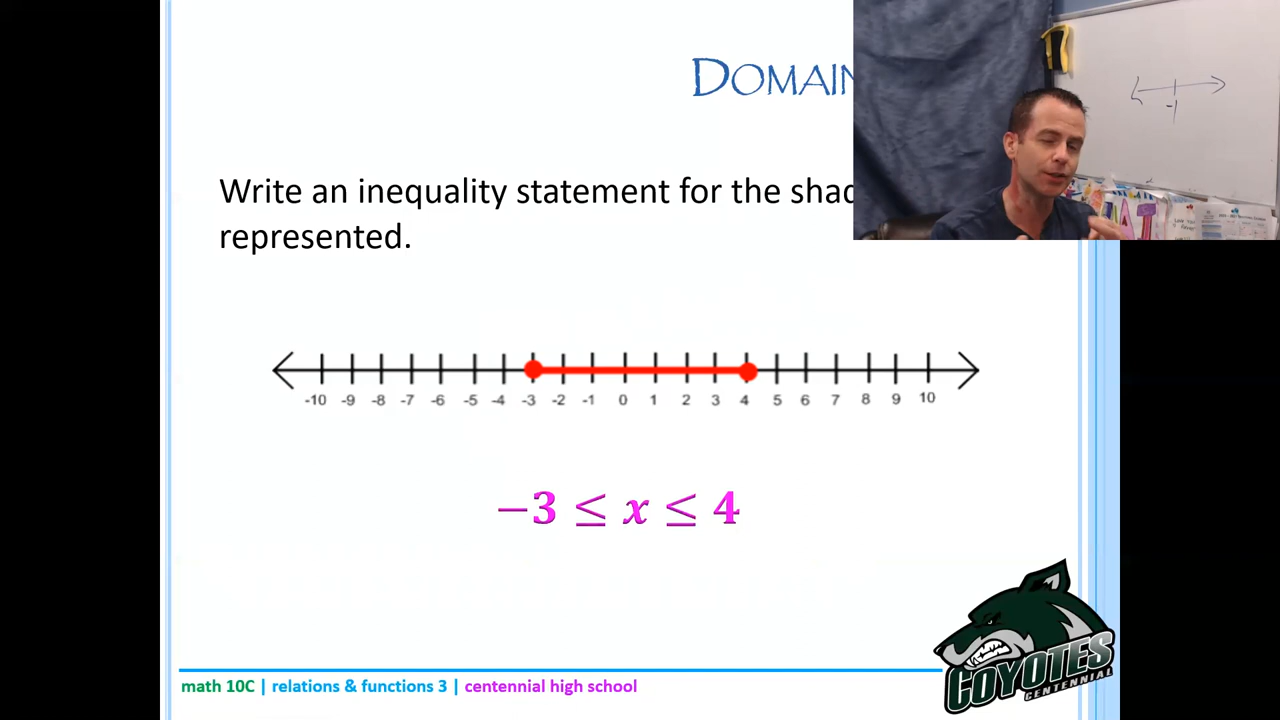 DOMAIN
Write an inequality statement for the shad
represented.
-10 -9 -8 -7 -6 -5 -4 -3 -2 -1 0 1 2 3 4 5 6 7 8 9 10
−3 ≤ x ≤ 4
-1
COYOTES
CENTENNIAL
math 10C | relations & functions 3 | centennial high school